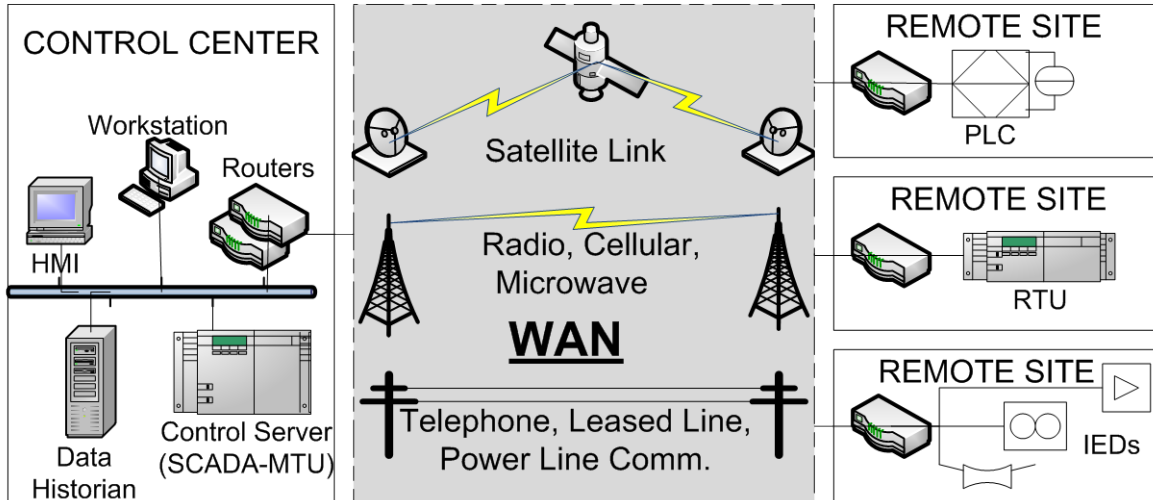 CONTROL CENTER
Workstation
Routers
HMI
Data
Historian
Control Server
(SCADA-MTU)
Satellite Link
Radio, Cellular,
Microwave
WAN
Telephone, Leased Line,
Power Line Comm.
REMOTE SITE
PLC
REMOTE SITE
RTU
REMOTE SITE
IEDs